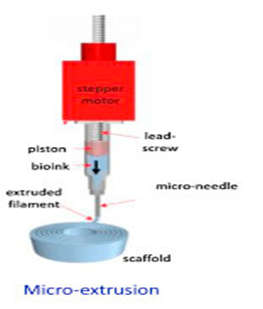 stepper
motor
lead-
screw
piston
bioink
micro-needle
extruded
filament
scaffold
Micro-extrusion